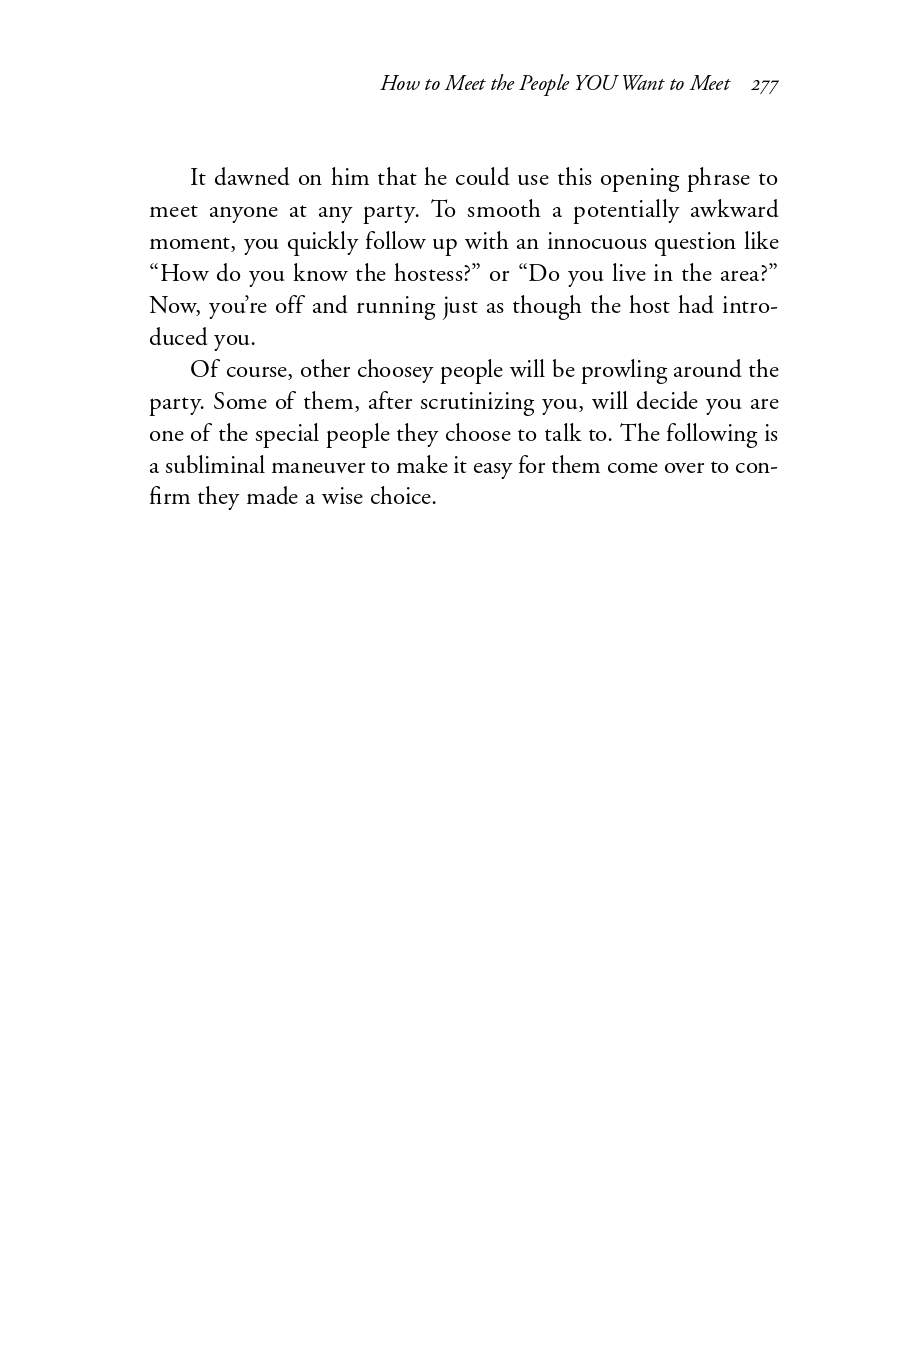 How to Meet the People YOU Want to Meet 277
It dawned on him that he could use this opening phrase to
meet anyone at any party. To smooth a potentially awkward
moment, you quickly follow up with an innocuous question like
“How do you know the hostess?” or “Do you live in the area?”
Now, you’re off and running just as though the host had intro-
duced you.
Of course, other choosey people will be prowling around the
party. Some of them, after scrutinizing you, will decide you are
one of the special people they choose to talk to. The following is
a subliminal maneuver to make it easy for them come over to con-
firm they made a wise choice.